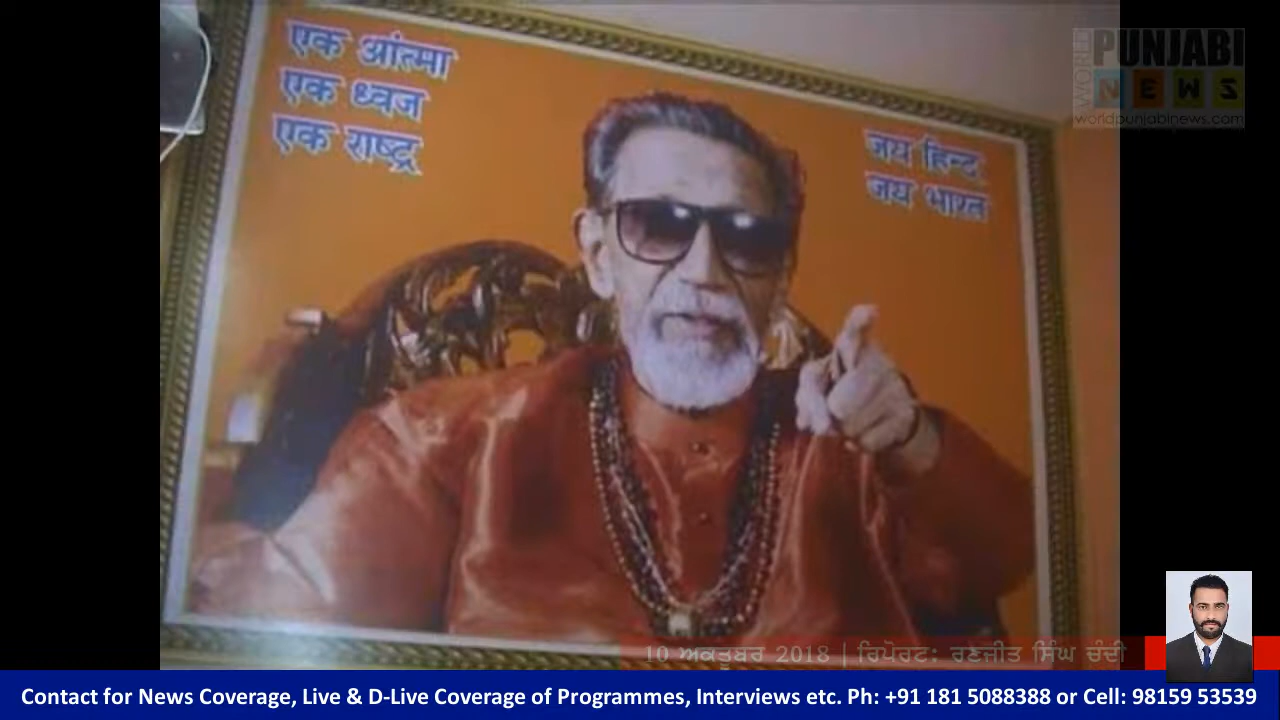 एक आंत्मा
एक ध्वज
एक राष्ट्र
जय हिन्द
जय भारत
WORLD
PUNJABI
NEWS
worldpunjabinews.com
10 ਅਕਤੂਬਰ 2018 | ਰਿਪੋਰਟ: ਰਣਜੀਤ ਸਿੰਘ ਚੰਦੀ
Contact for News Coverage, Live & D-Live Coverage of Programmes, Interviews etc. Ph: +91 181 5088388 or Cell: 98159 53539